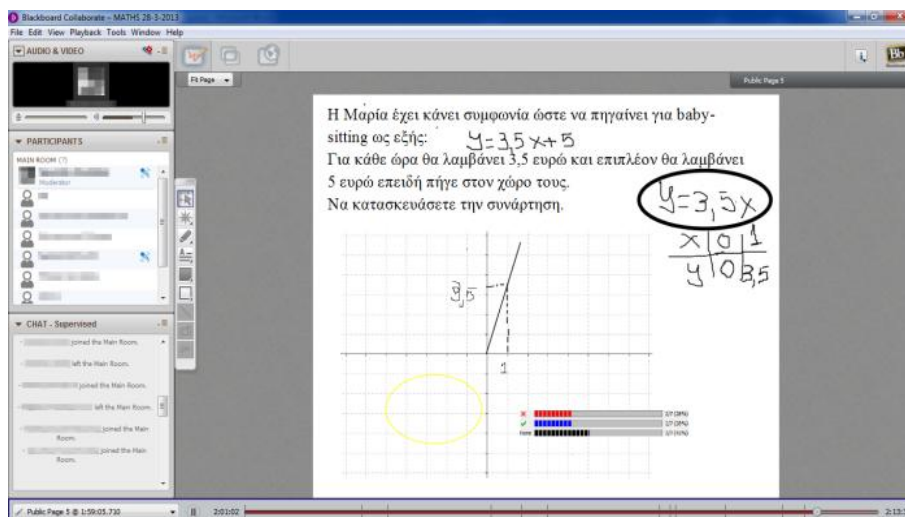 Blackboard Collaborate – MATHS 28-3-2013
File Edit View Playback Tools Window Help
AUDIO & VIDEO
Fit Page
Public Page 5
Bb
PARTICIPANTS
MAIN ROOM (7)
Moderator
CHAT - Supervised
joined the Main Room.
left the Main Room.
joined the Main Room.
left the Main Room.
joined the Main
Room.
joined the Main
Room.
Η Μαρία έχει κάνει συμφωνία ώστε να πηγαίνει για baby-
sitting ως εξής: y=3,5x+5
Για κάθε ώρα θα λαμβάνει 3,5 ευρώ και επιπλέον θα λαμβάνει
5 ευρώ επειδή πήγε στον χώρο τους.
Να κατασκευάσετε την συνάρτηση.
y=3,5x
x 0 1
y 0 3,5
3,5
1
None
Public Page 5 @ 1:59:05.710
2:01:02